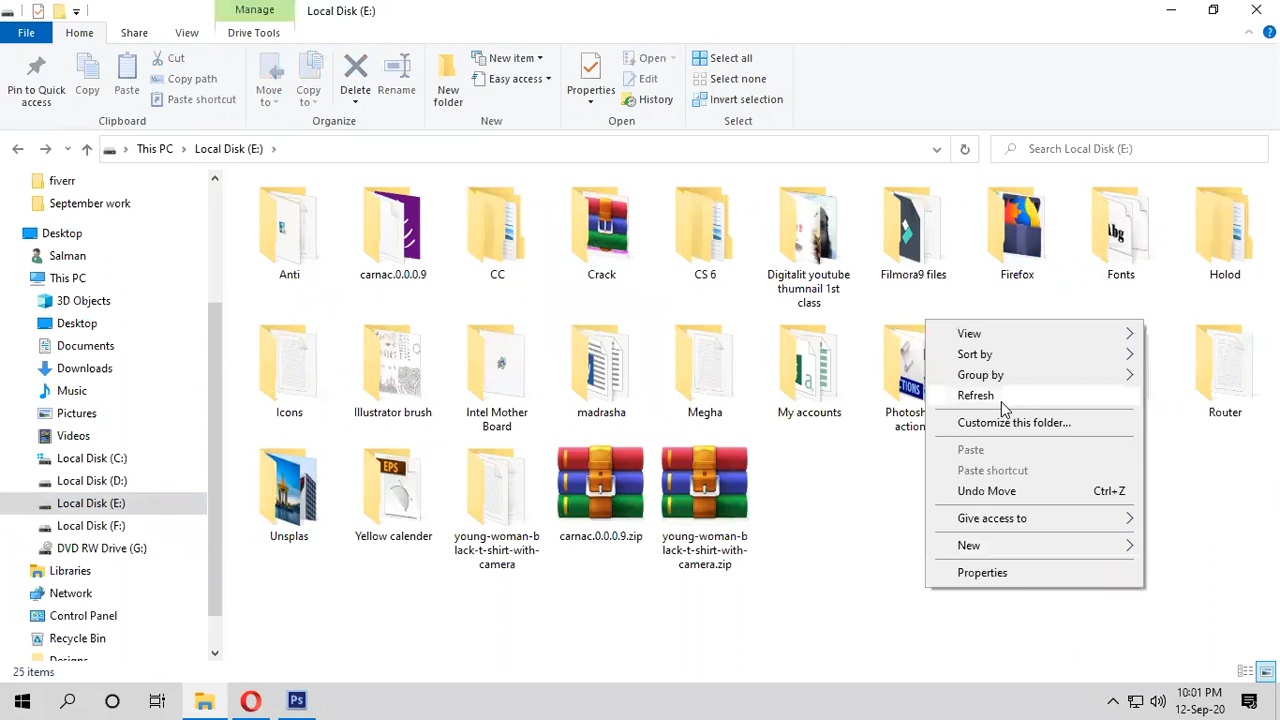 Manage
Local Disk (E:)
File
Home
Share
View
Drive Tools
Pin to Quick
access
Copy
Paste
Cut
Copy path
Paste shortcut
Clipboard
Move
to
Copy
to
Delete
Rename
Organize
New
folder
New item
Easy access
New
Properties
Open
Edit
History
Open
Select all
Select none
Invert selection
Select
This PC
Local Disk (E:)
Search Local Disk (E:)
fiverr
September work
Desktop
Salman
This PC
3D Objects
Desktop
Documents
Downloads
Music
Pictures
Videos
Local Disk (C:)
Local Disk (D:)
Local Disk (E:)
Local Disk (F:)
DVD RW Drive (G:)
Libraries
Network
Control Panel
Recycle Bin
Designs
Abg
Anti
carnac.0.0.0.9
CC
Crack
CS 6
Digitalit youtube
thumnail 1st
class
Filmora9 files
Firefox
Fonts
Holod
Icons
Illustrator brush
Intel Mother
Board
madrasha
Megha
My accounts
Photosh
action
Router
EPS
Unsplas
Yellow calender
young-woman-b
lack-t-shirt-with-
camera
carnac.0.0.0.9.zip
young-woman-b
lack-t-shirt-with-
camera.zip
View
Sort by
Group by
Refresh
Customize this folder...
Paste
Paste shortcut
Undo Move Ctrl+Z
Give access to
New
Properties
25 items
Ps
10:01 PM
12-Sep-20